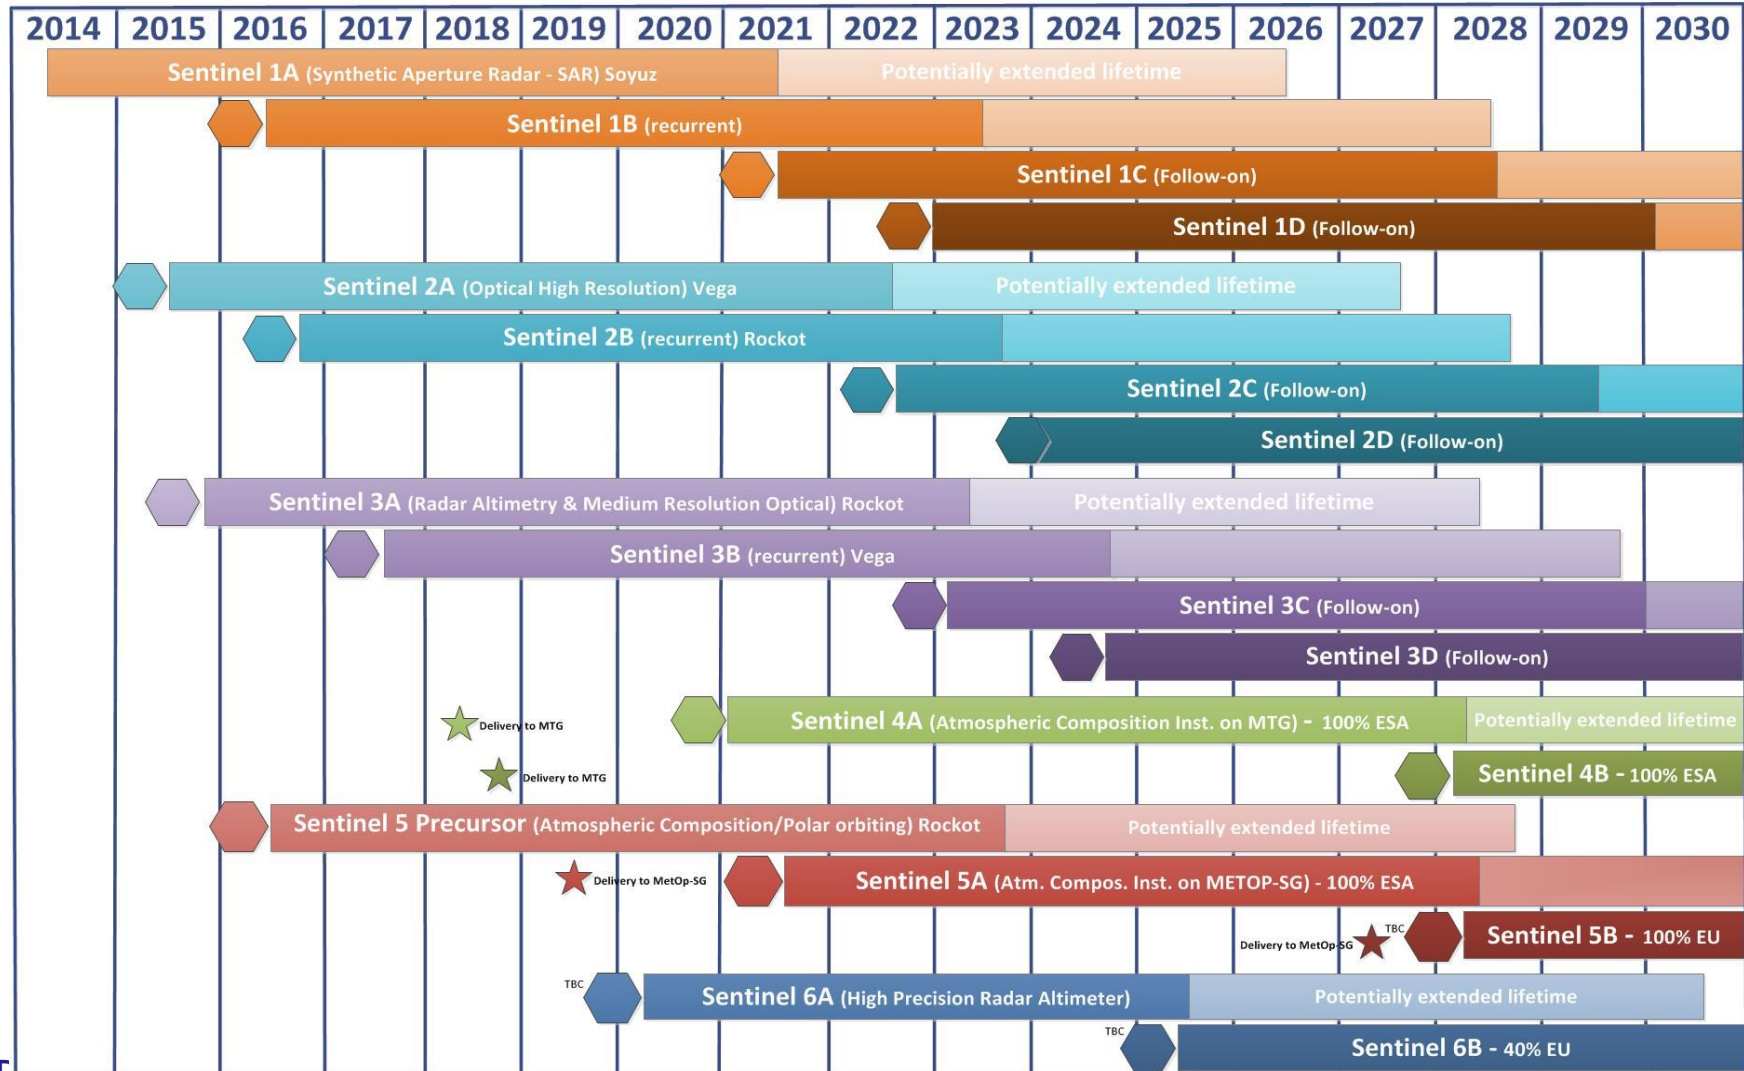 2014 2015 2016 2017 2018 2019 2020 2021 2022 2023 2024 2025 2026 2027 2028 2029 2030
Sentinel 1A (Synthetic Aperture Radar - SAR) Soyuz Potentially extended lifetime
Sentinel 1B (recurrent)
Sentinel 1C (Follow-on)
Sentinel 1D (Follow-on)
Sentinel 2A (Optical High Resolution) Vega Potentially extended lifetime
Sentinel 2B (recurrent) Rockot
Sentinel 2C (Follow-on)
Sentinel 2D (Follow-on)
Sentinel 3A (Radar Altimetry & Medium Resolution Optical) Rockot Potentially extended lifetime
Sentinel 3B (recurrent) Vega
Sentinel 3C (Follow-on)
Sentinel 3D (Follow-on)
Delivery to MTG Sentinel 4A (Atmospheric Composition Inst. on MTG) - 100% ESA Potentially extended lifetime
Delivery to MTG Sentinel 4B - 100% ESA
Sentinel 5 Precursor (Atmospheric Composition/Polar orbiting) Rockot Potentially extended lifetime
Delivery to MetOp-SG Sentinel 5A (Atm. Compos. Inst. on METOP-SG) - 100% ESA
Delivery to MetOp-SG TBC Sentinel 5B - 100% EU
TBC Sentinel 6A (High Precision Radar Altimeter) Potentially extended lifetime
TBC Sentinel 6B - 40% EU